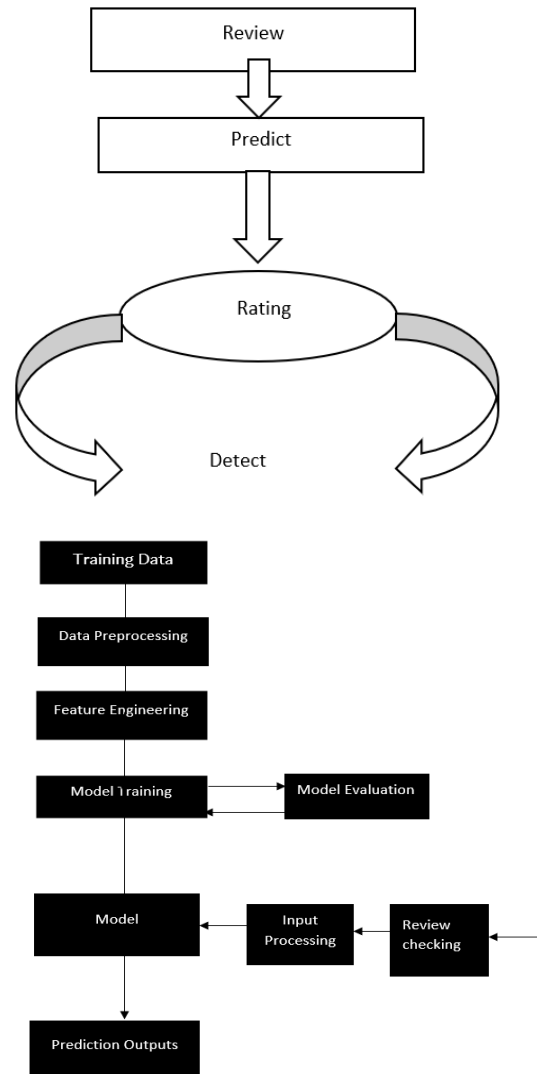 Review
Predict
Rating
Detect
Training Data
Data Preprocessing
Feature Engineering
Model Training
Model Evaluation
Model
Input
Processing
Review
checking
Prediction Outputs